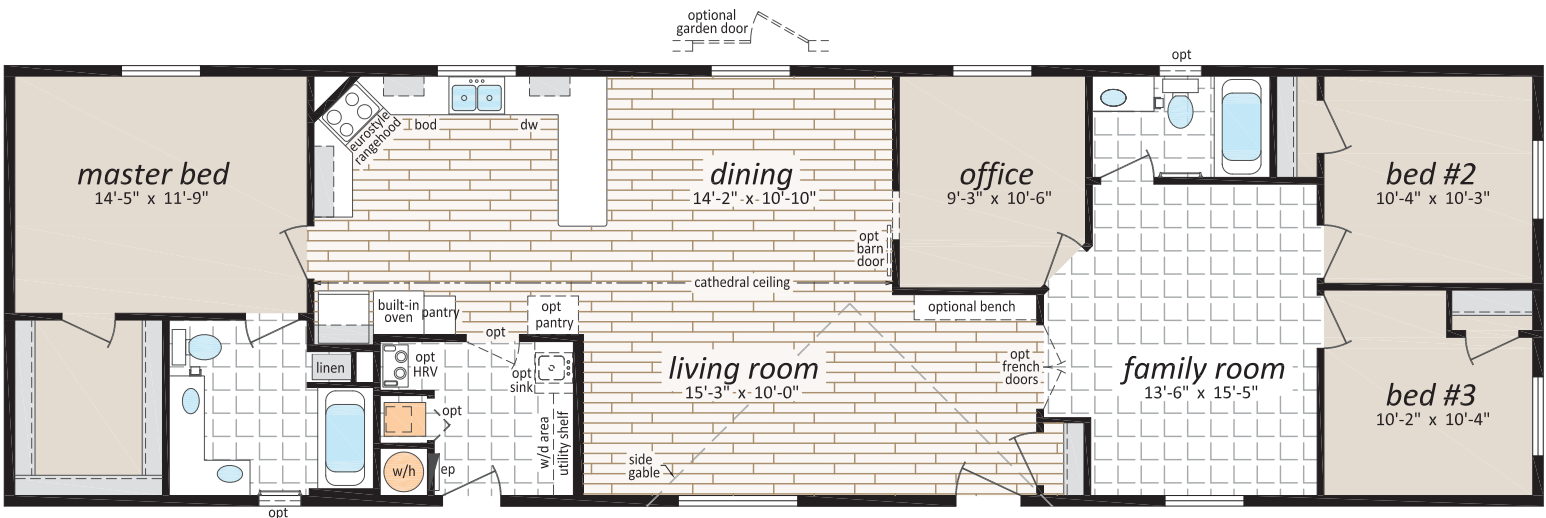 optional
garden door
opt
eurostyle
rangehood
bod
dw
master bed
14'-5" x 11'-9"
dining
14'-2" x 10'-10"
office
9'-3" x 10'-6"
bed #2
10'-4" x 10'-3"
opt
barn
door
cathedral ceiling
built-in
oven
pantry
opt
pantry
optional bench
opt
linen
opt
HRV
opt
sink
living room
15'-3" x 10'-0"
opt
french
doors
family room
13'-6" x 15'-5"
bed #3
10'-2" x 10'-4"
opt
w/d area
utility shelf
w/h
ep
side
gable
opt